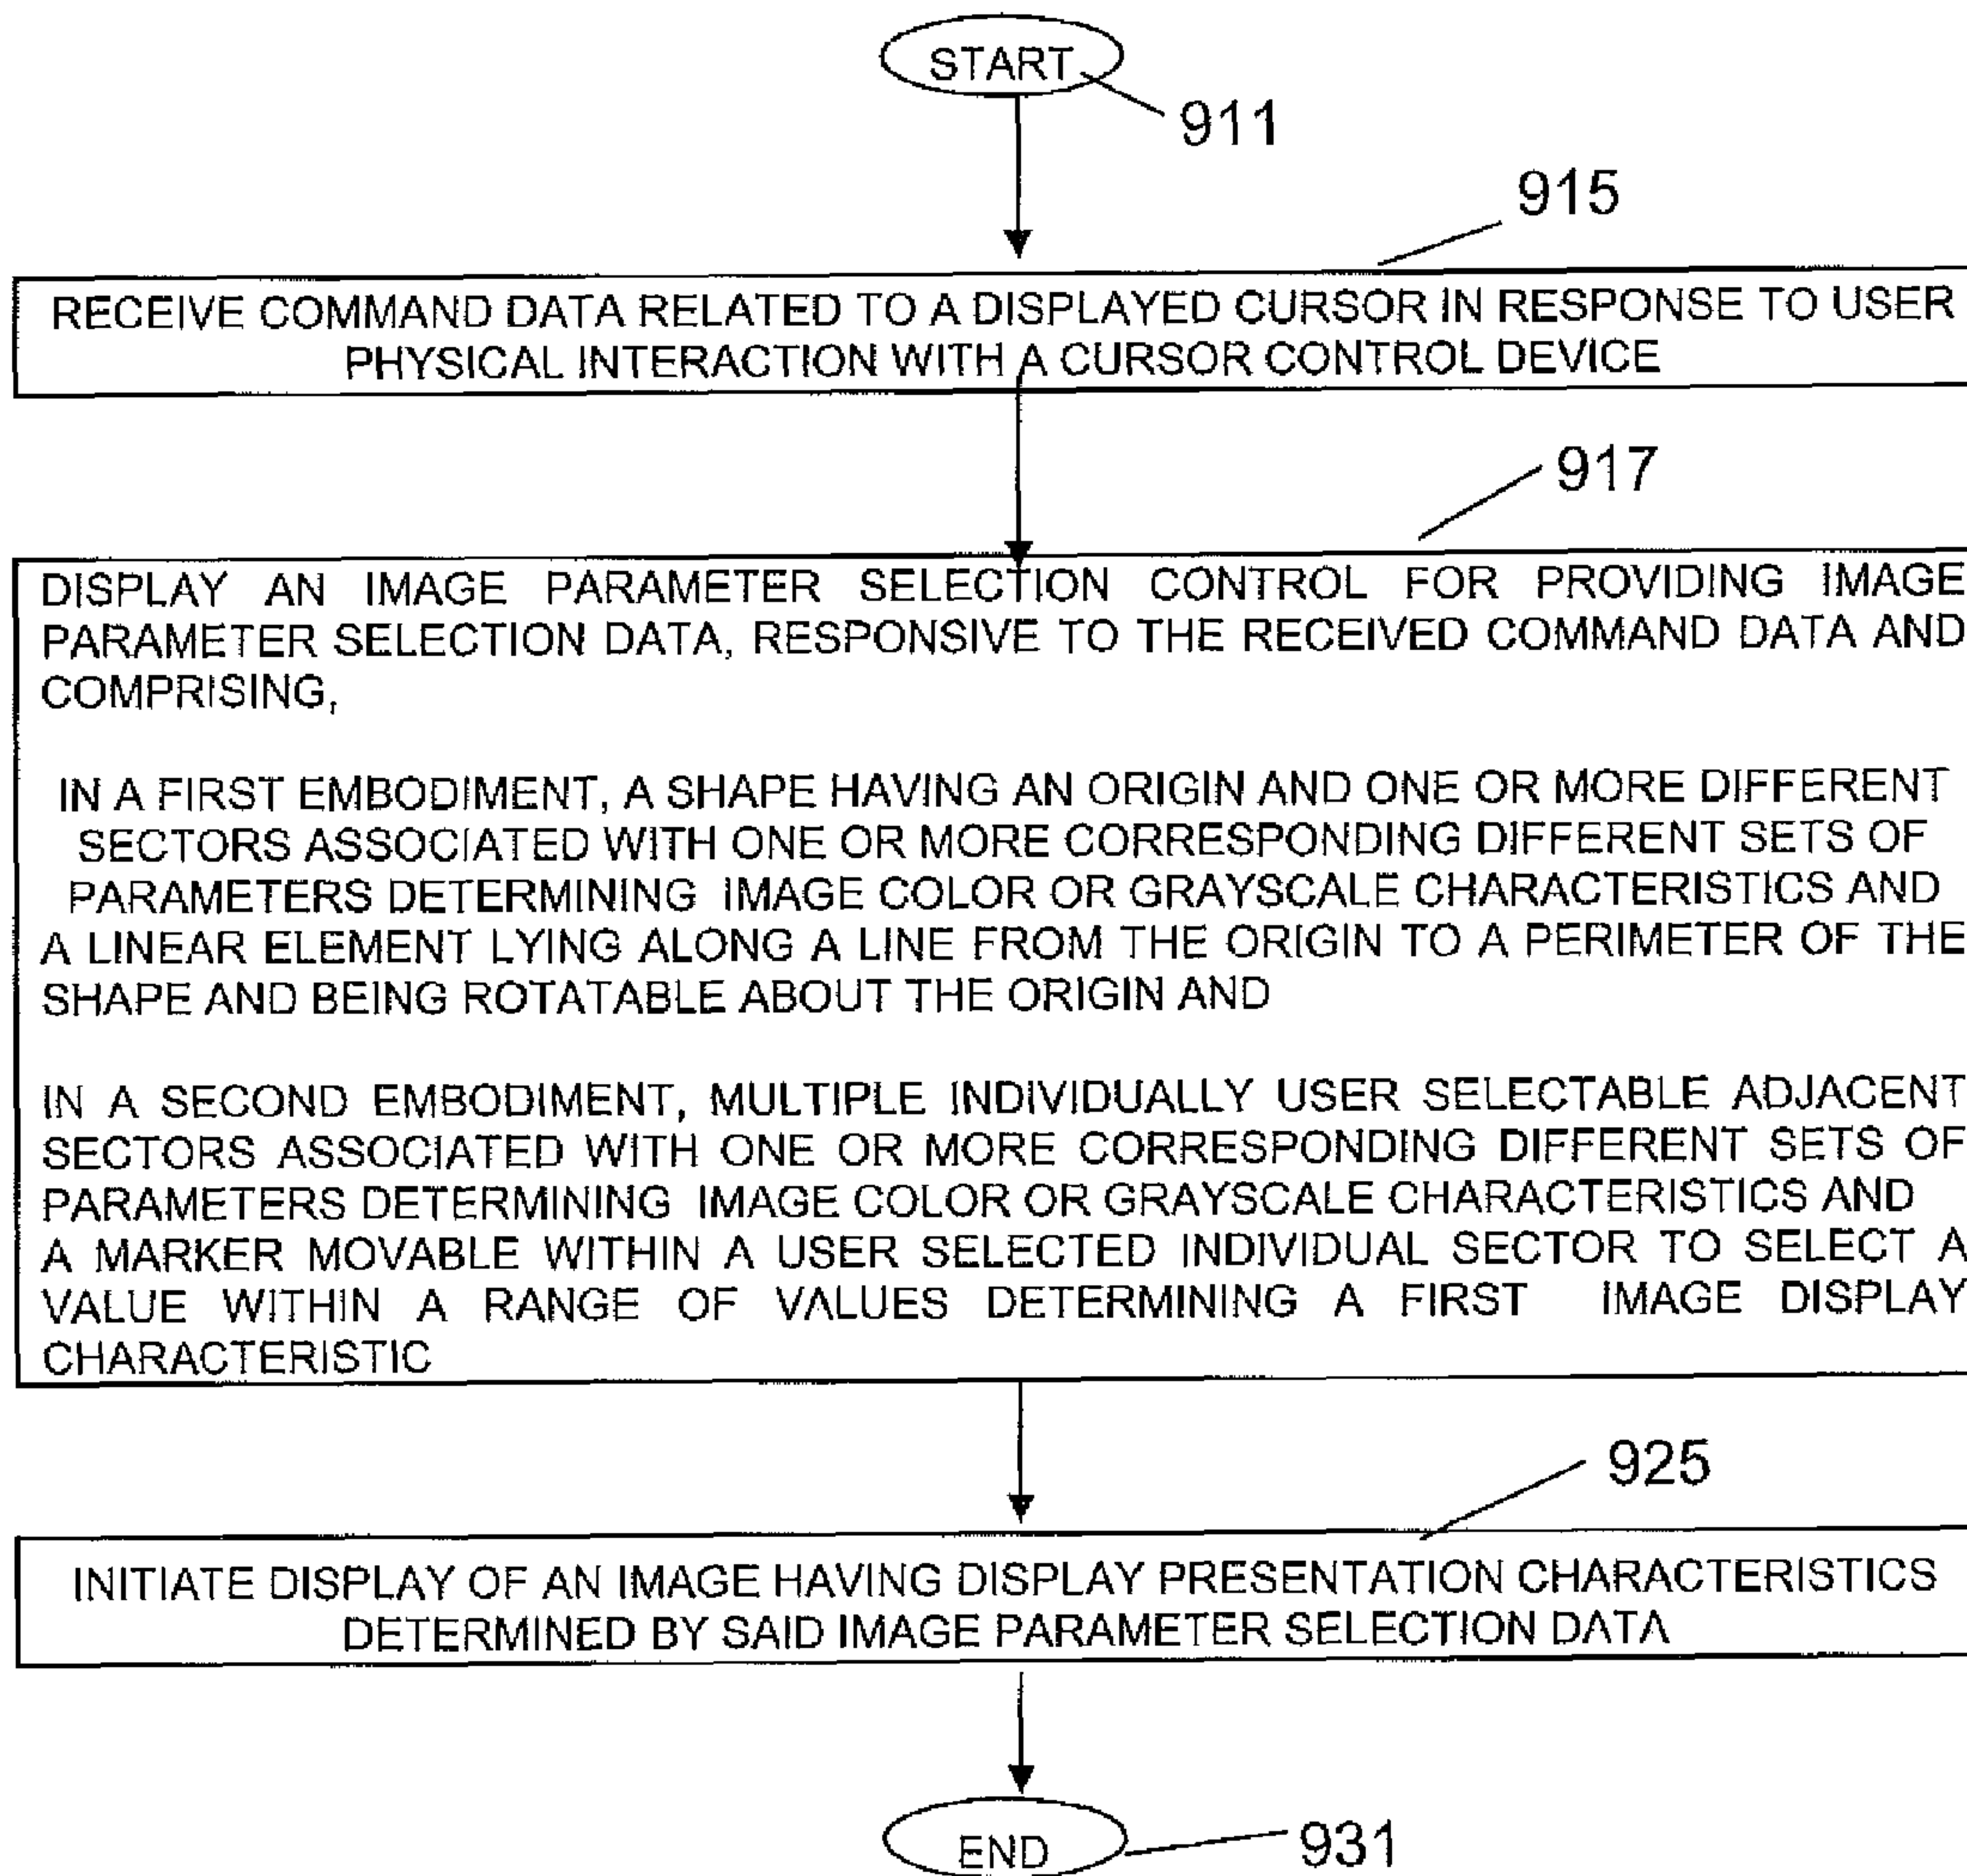 START
911
915
RECEIVE COMMAND DATA RELATED TO A DISPLAYED CURSOR IN RESPONSE TO USER
PHYSICAL INTERACTION WITH A CURSOR CONTROL DEVICE
917
DISPLAY AN IMAGE PARAMETER SELECTION CONTROL FOR PROVIDING IMAGE
PARAMETER SELECTION DATA, RESPONSIVE TO THE RECEIVED COMMAND DATA AND
COMPRISING,
IN A FIRST EMBODIMENT, A SHAPE HAVING AN ORIGIN AND ONE OR MORE DIFFERENT
SECTORS ASSOCIATED WITH ONE OR MORE CORRESPONDING DIFFERENT SETS OF
PARAMETERS DETERMINING IMAGE COLOR OR GRAYSCALE CHARACTERISTICS AND
A LINEAR ELEMENT LYING ALONG A LINE FROM THE ORIGIN TO A PERIMETER OF THE
SHAPE AND BEING ROTATABLE ABOUT THE ORIGIN AND
IN A SECOND EMBODIMENT, MULTIPLE INDIVIDUALLY USER SELECTABLE ADJACENT
SECTORS ASSOCIATED WITH ONE OR MORE CORRESPONDING DIFFERENT SETS OF
PARAMETERS DETERMINING IMAGE COLOR OR GRAYSCALE CHARACTERISTICS AND
A MARKER MOVABLE WITHIN A USER SELECTED INDIVIDUAL SECTOR TO SELECT A
VALUE WITHIN A RANGE OF VALUES DETERMINING A FIRST IMAGE DISPLAY
CHARACTERISTIC
925
INITIATE DISPLAY OF AN IMAGE HAVING DISPLAY PRESENTATION CHARACTERISTICS
DETERMINED BY SAID IMAGE PARAMETER SELECTION DATA
END
931